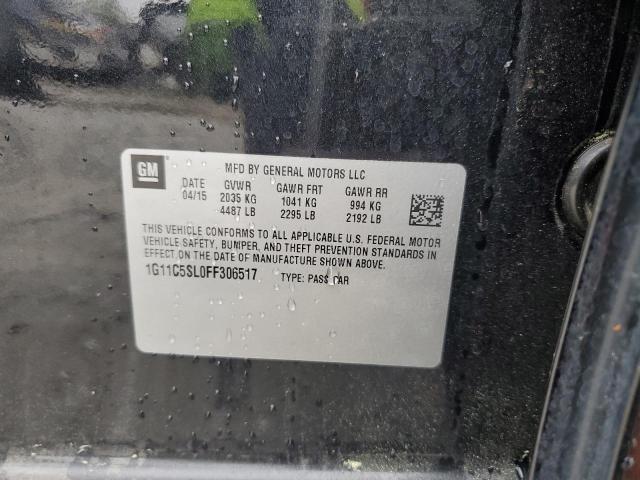 GM
MFD BY GENERAL MOTORS LLC
DATE GVWR GAWR FRT GAWR RR
04/15 2035 KG 1041 KG 994 KG
4487 LB 2295 LB 2192 LB
THIS VEHICLE CONFORMS TO ALL APPLICABLE U.S. FEDERAL MOTOR
VEHICLE SAFETY, BUMPER, AND THEFT PREVENTION STANDARDS IN
EFFECT ON THE DATE OF MANUFACTURE SHOWN ABOVE.
1G11C5SL0FF306517 TYPE: PASS CAR